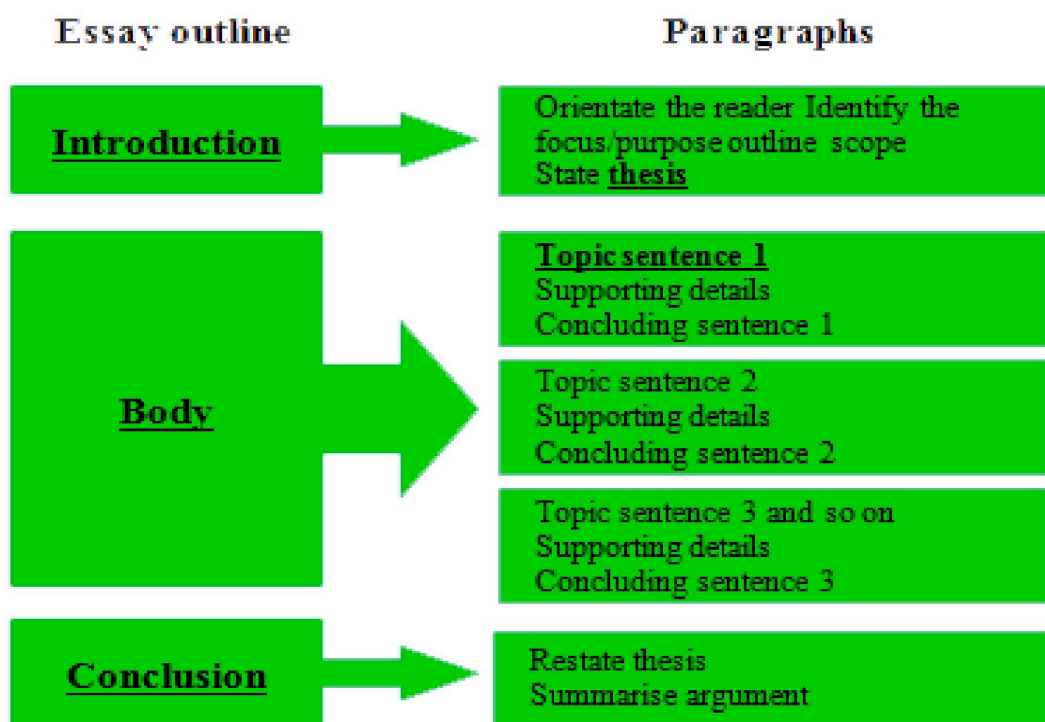 Essay outline
Paragraphs
Introduction
Orientate the reader Identify the
focus/purpose outline scope
State thesis
Body
Topic sentence 1
Supporting details
Concluding sentence 1
Topic sentence 2
Supporting details
Concluding sentence 2
Topic sentence 3 and so on
Supporting details
Concluding sentence 3
Conclusion
Restate thesis
Summarise argument